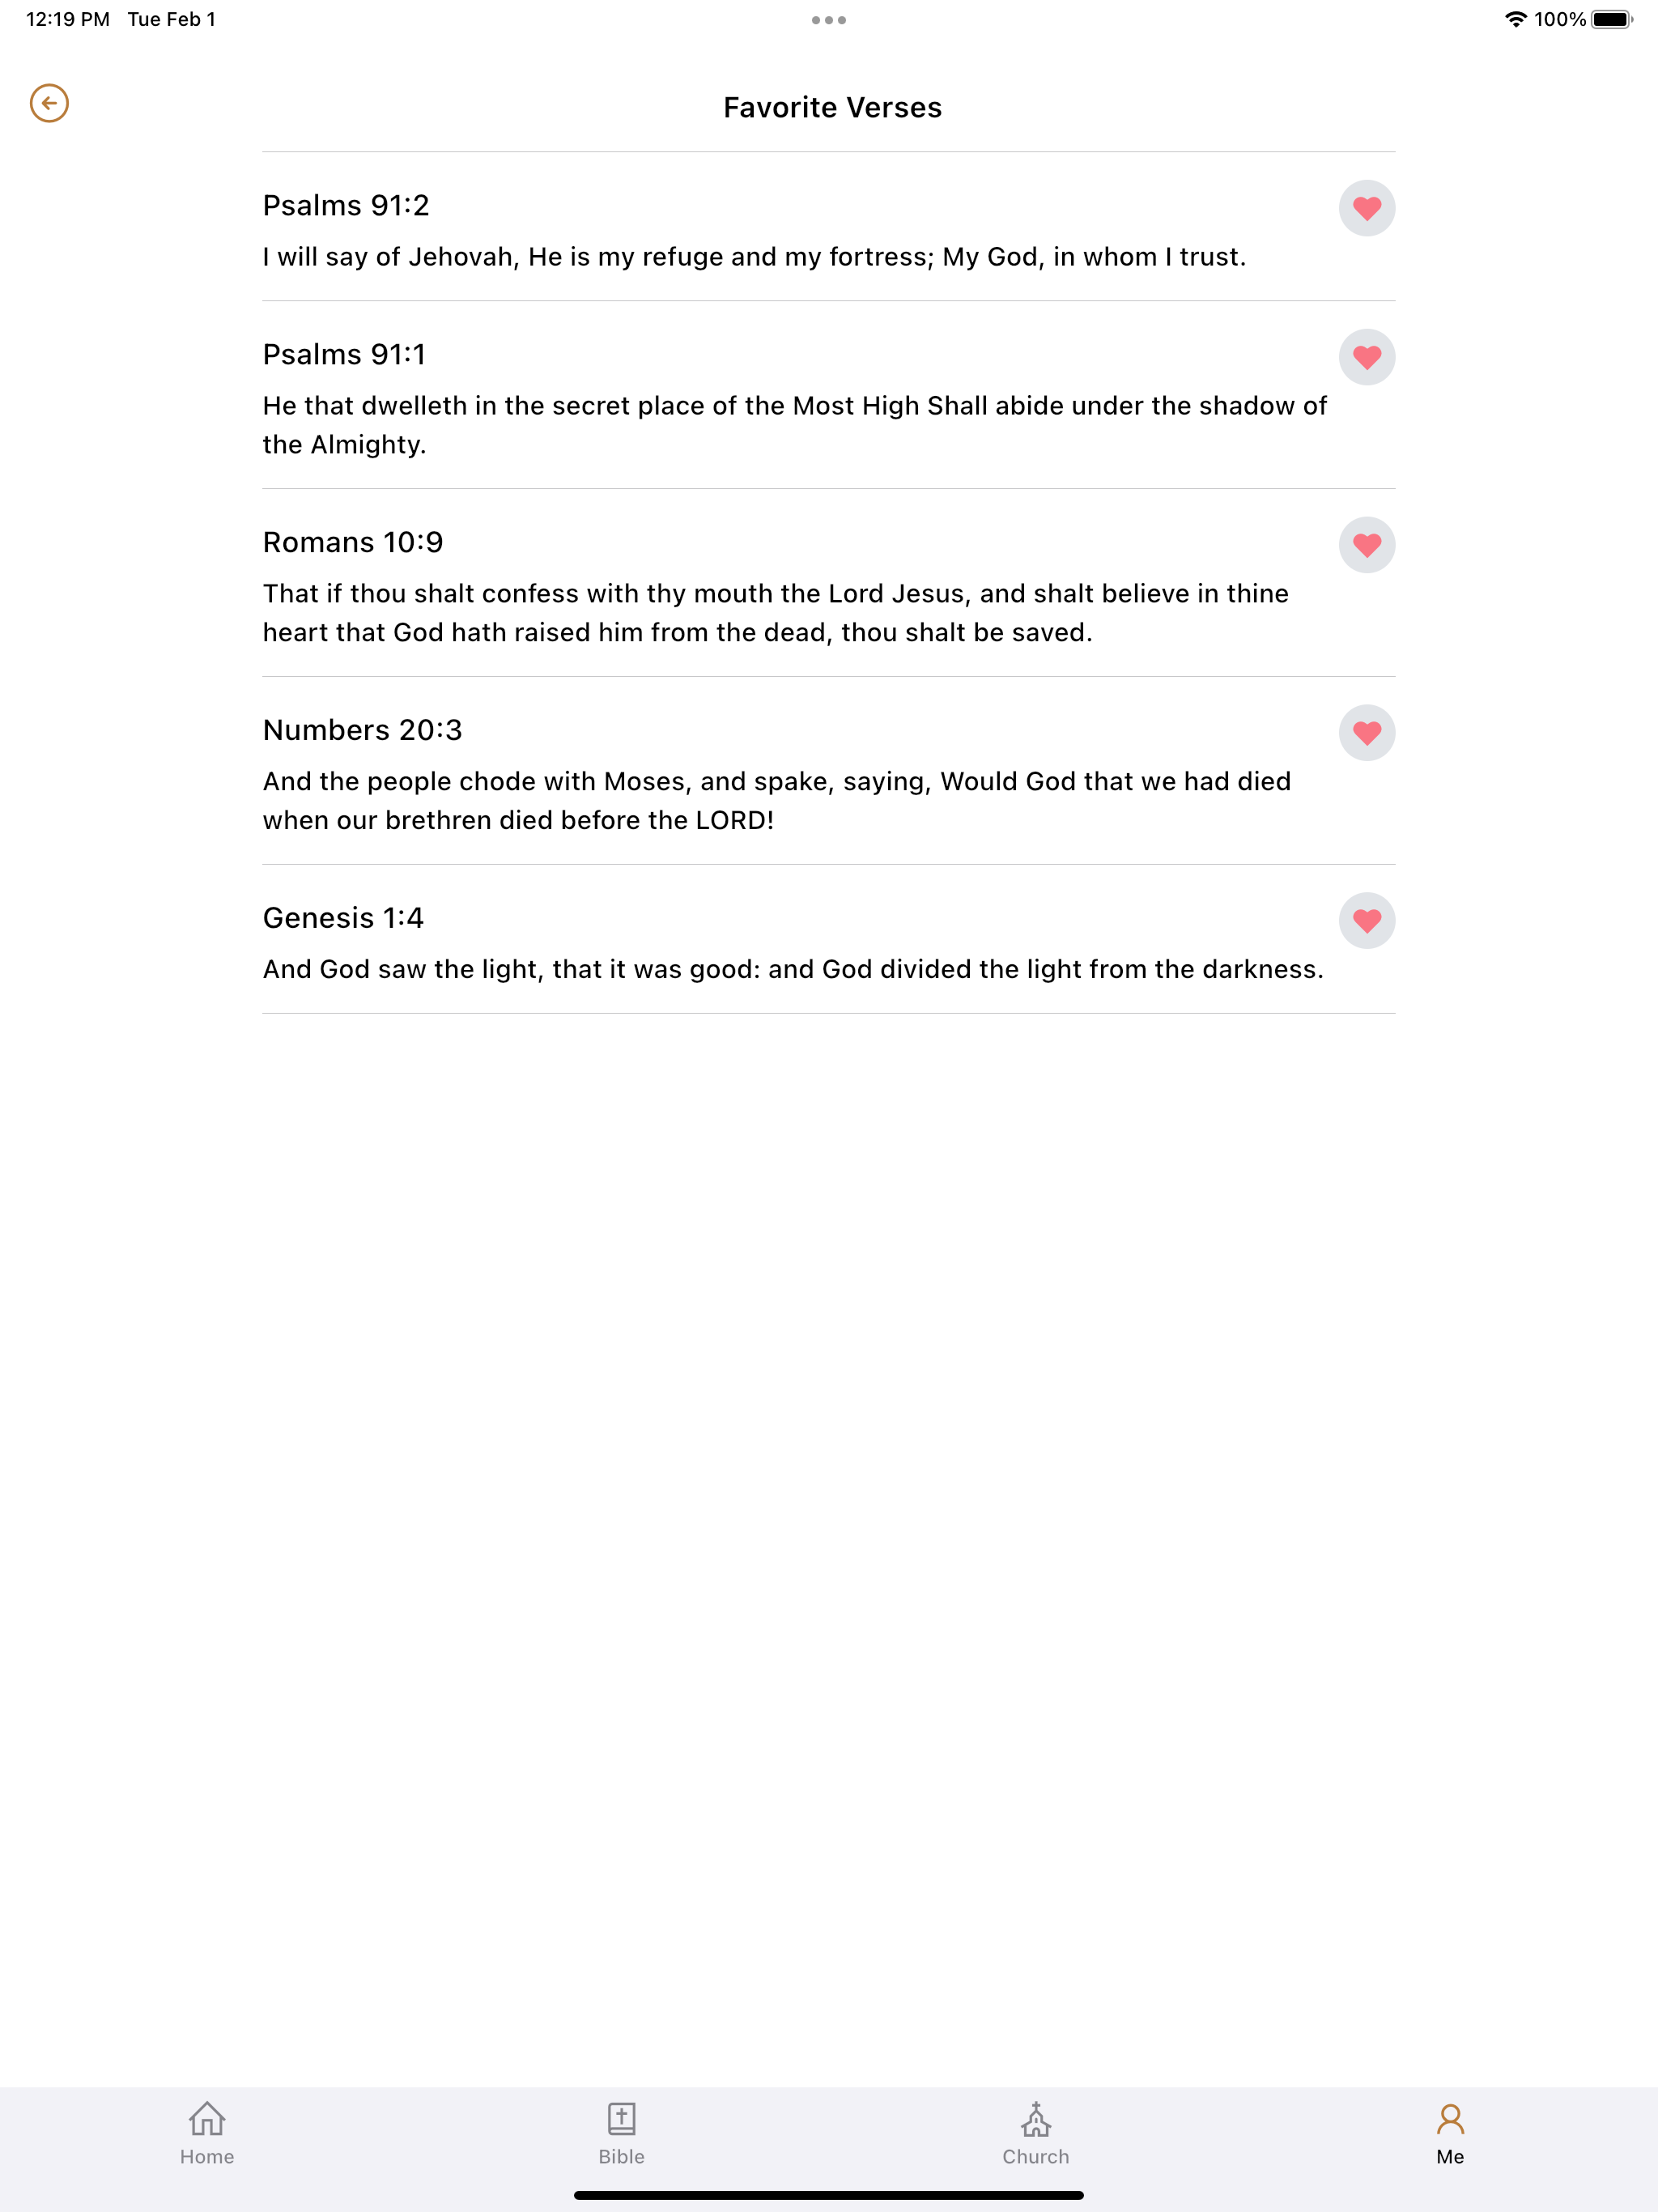 12:19 PM Tue Feb 1
100%
Favorite Verses
Psalms 91:2
I will say of Jehovah, He is my refuge and my fortress; My God, in whom I trust.
Psalms 91:1
He that dwelleth in the secret place of the Most High Shall abide under the shadow of
the Almighty.
Romans 10:9
That if thou shalt confess with thy mouth the Lord Jesus, and shalt believe in thine
heart that God hath raised him from the dead, thou shalt be saved.
Numbers 20:3
And the people chode with Moses, and spake, saying, Would God that we had died
when our brethren died before the LORD!
Genesis 1:4
And God saw the light, that it was good: and God divided the light from the darkness.
Home
Bible
Church
Me